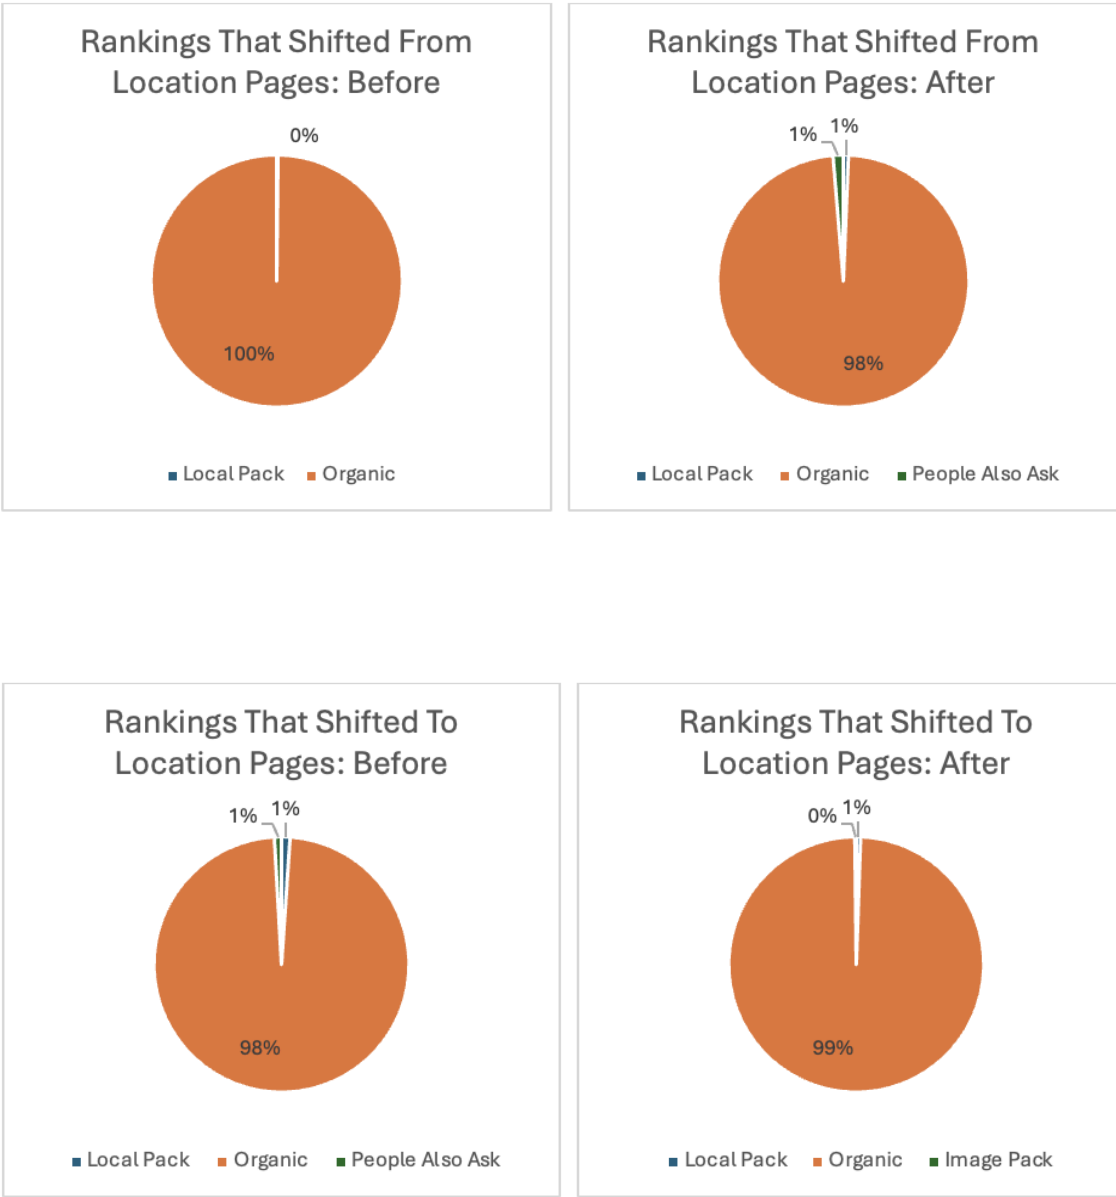 Rankings That Shifted From
Location Pages: Before
0%
100%
Local Pack Organic
Rankings That Shifted From
Location Pages: After
1% 1%
98%
Local Pack Organic People Also Ask
Rankings That Shifted To
Location Pages: Before
1% 1%
98%
Local Pack Organic People Also Ask
Rankings That Shifted To
Location Pages: After
0% 1%
99%
Local Pack Organic Image Pack